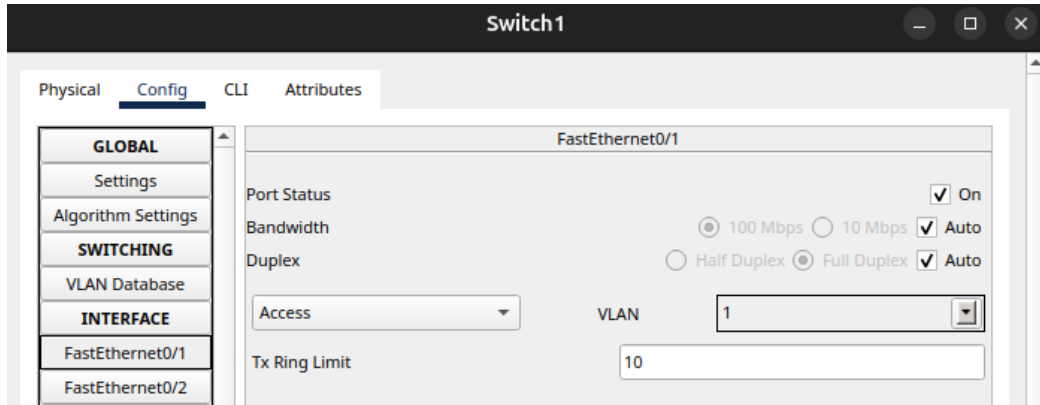 Switch1
Physical Config CLI Attributes
GLOBAL
Settings
Algorithm Settings
SWITCHING
VLAN Database
INTERFACE
FastEthernet0/1
FastEthernet0/2
FastEthernet0/1
Port Status On
Bandwidth 100 Mbps 10 Mbps Auto
Duplex Half Duplex Full Duplex Auto
Access VLAN 1
Tx Ring Limit 10